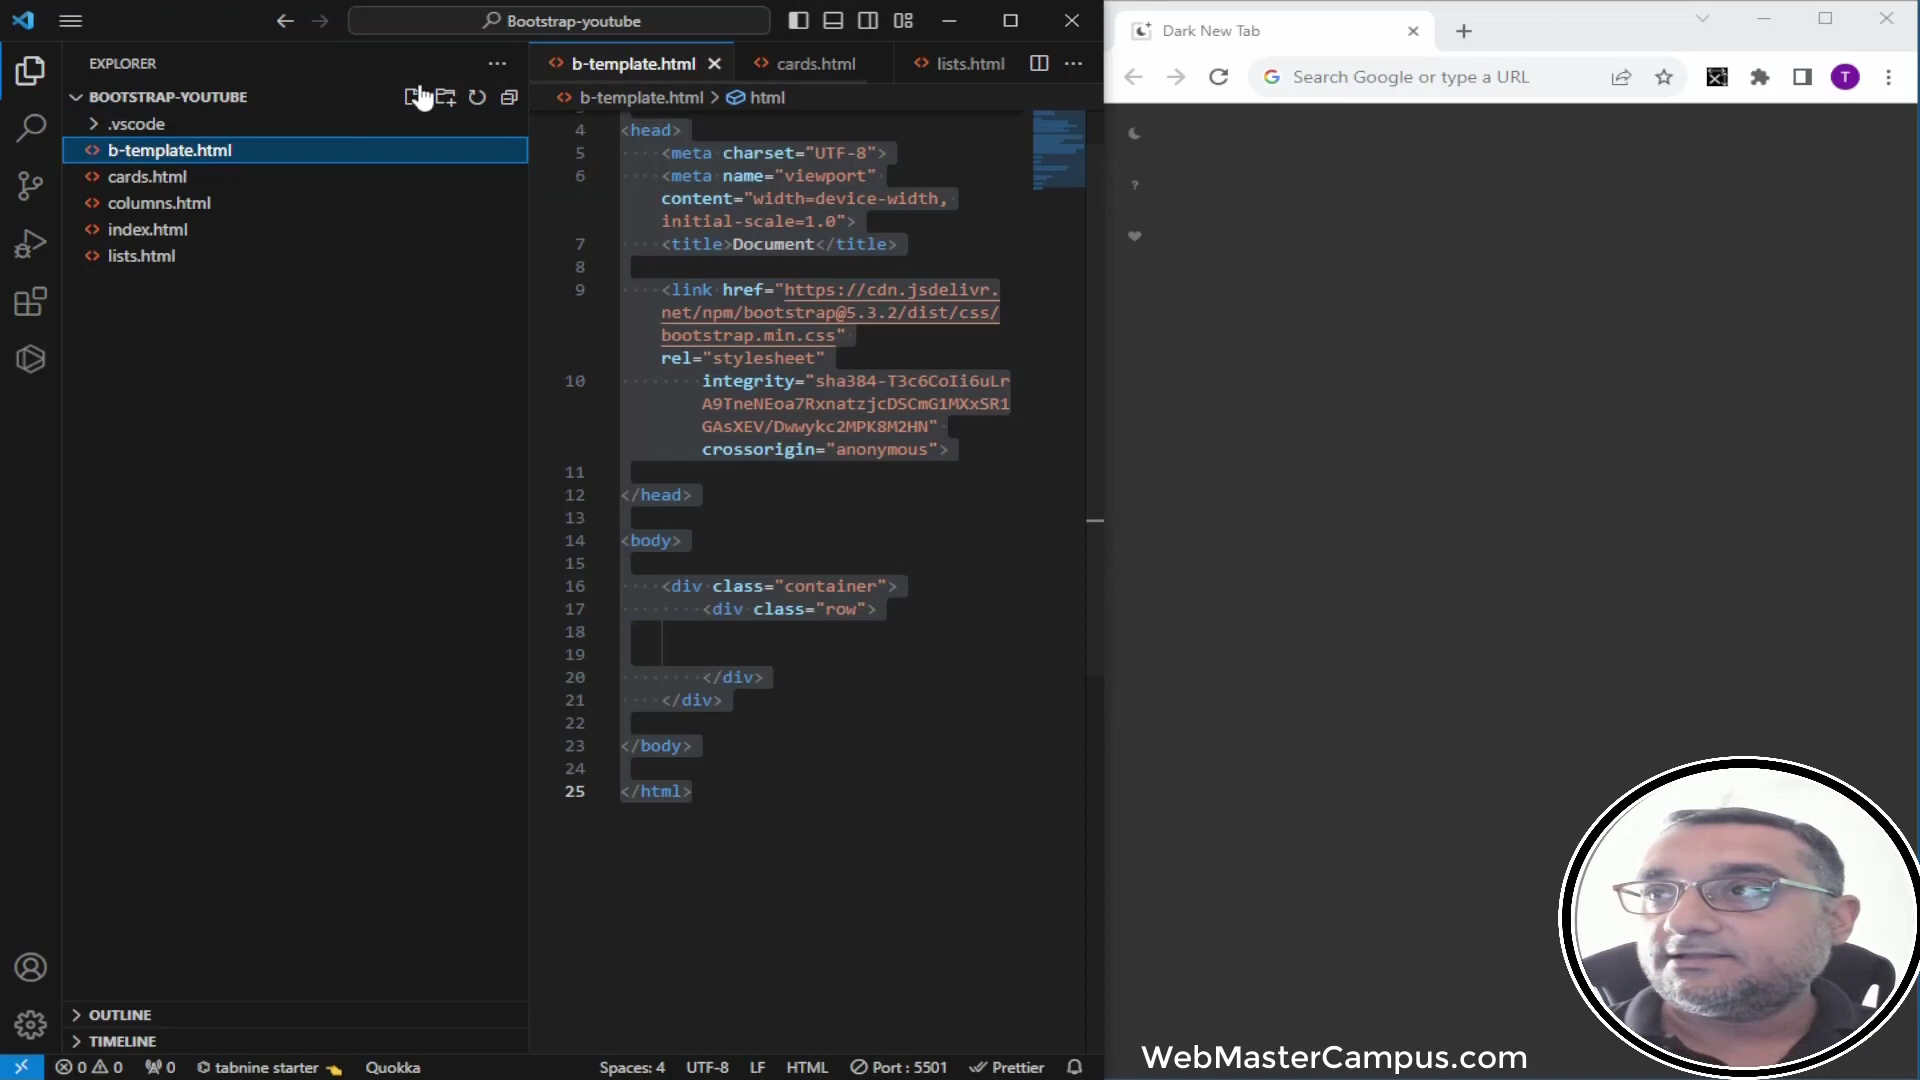 Bootstrap-youtube
EXPLORER
BOOTSTRAP-YOUTUBE
.vscode
b-template.html
cards.html
columns.html
index.html
lists.html
OUTLINE
TIMELINE
b-template.html
cards.html
lists.html
b-template.html > html
4 <head>
5 <meta charset="UTF-8">
6 <meta name="viewport"
content="width=device-width,
initial-scale=1.0">
7 <title>Document</title>
8
9 <link href="https://cdn.jsdelivr.
net/npm/bootstrap@5.3.2/dist/css/
bootstrap.min.css"
rel="stylesheet"
10 integrity="sha384-T3c6CoIi6uLr
A9TneNEoa7RxnatzjcDSCmG1MXxSR1
GAsXEV/Dwwykc2MPK8M2HN"
crossorigin="anonymous">
11
12 </head>
13
14 <body>
15
16 <div class="container">
17 <div class="row">
18
19
20 </div>
21 </div>
22
23 </body>
24
25 </html>
0 0 0 tabnine starter Quokka Spaces: 4 UTF-8 LF HTML Port : 5501 Prettier
Dark New Tab
Search Google or type a URL
T
?
WebMasterCampus.com